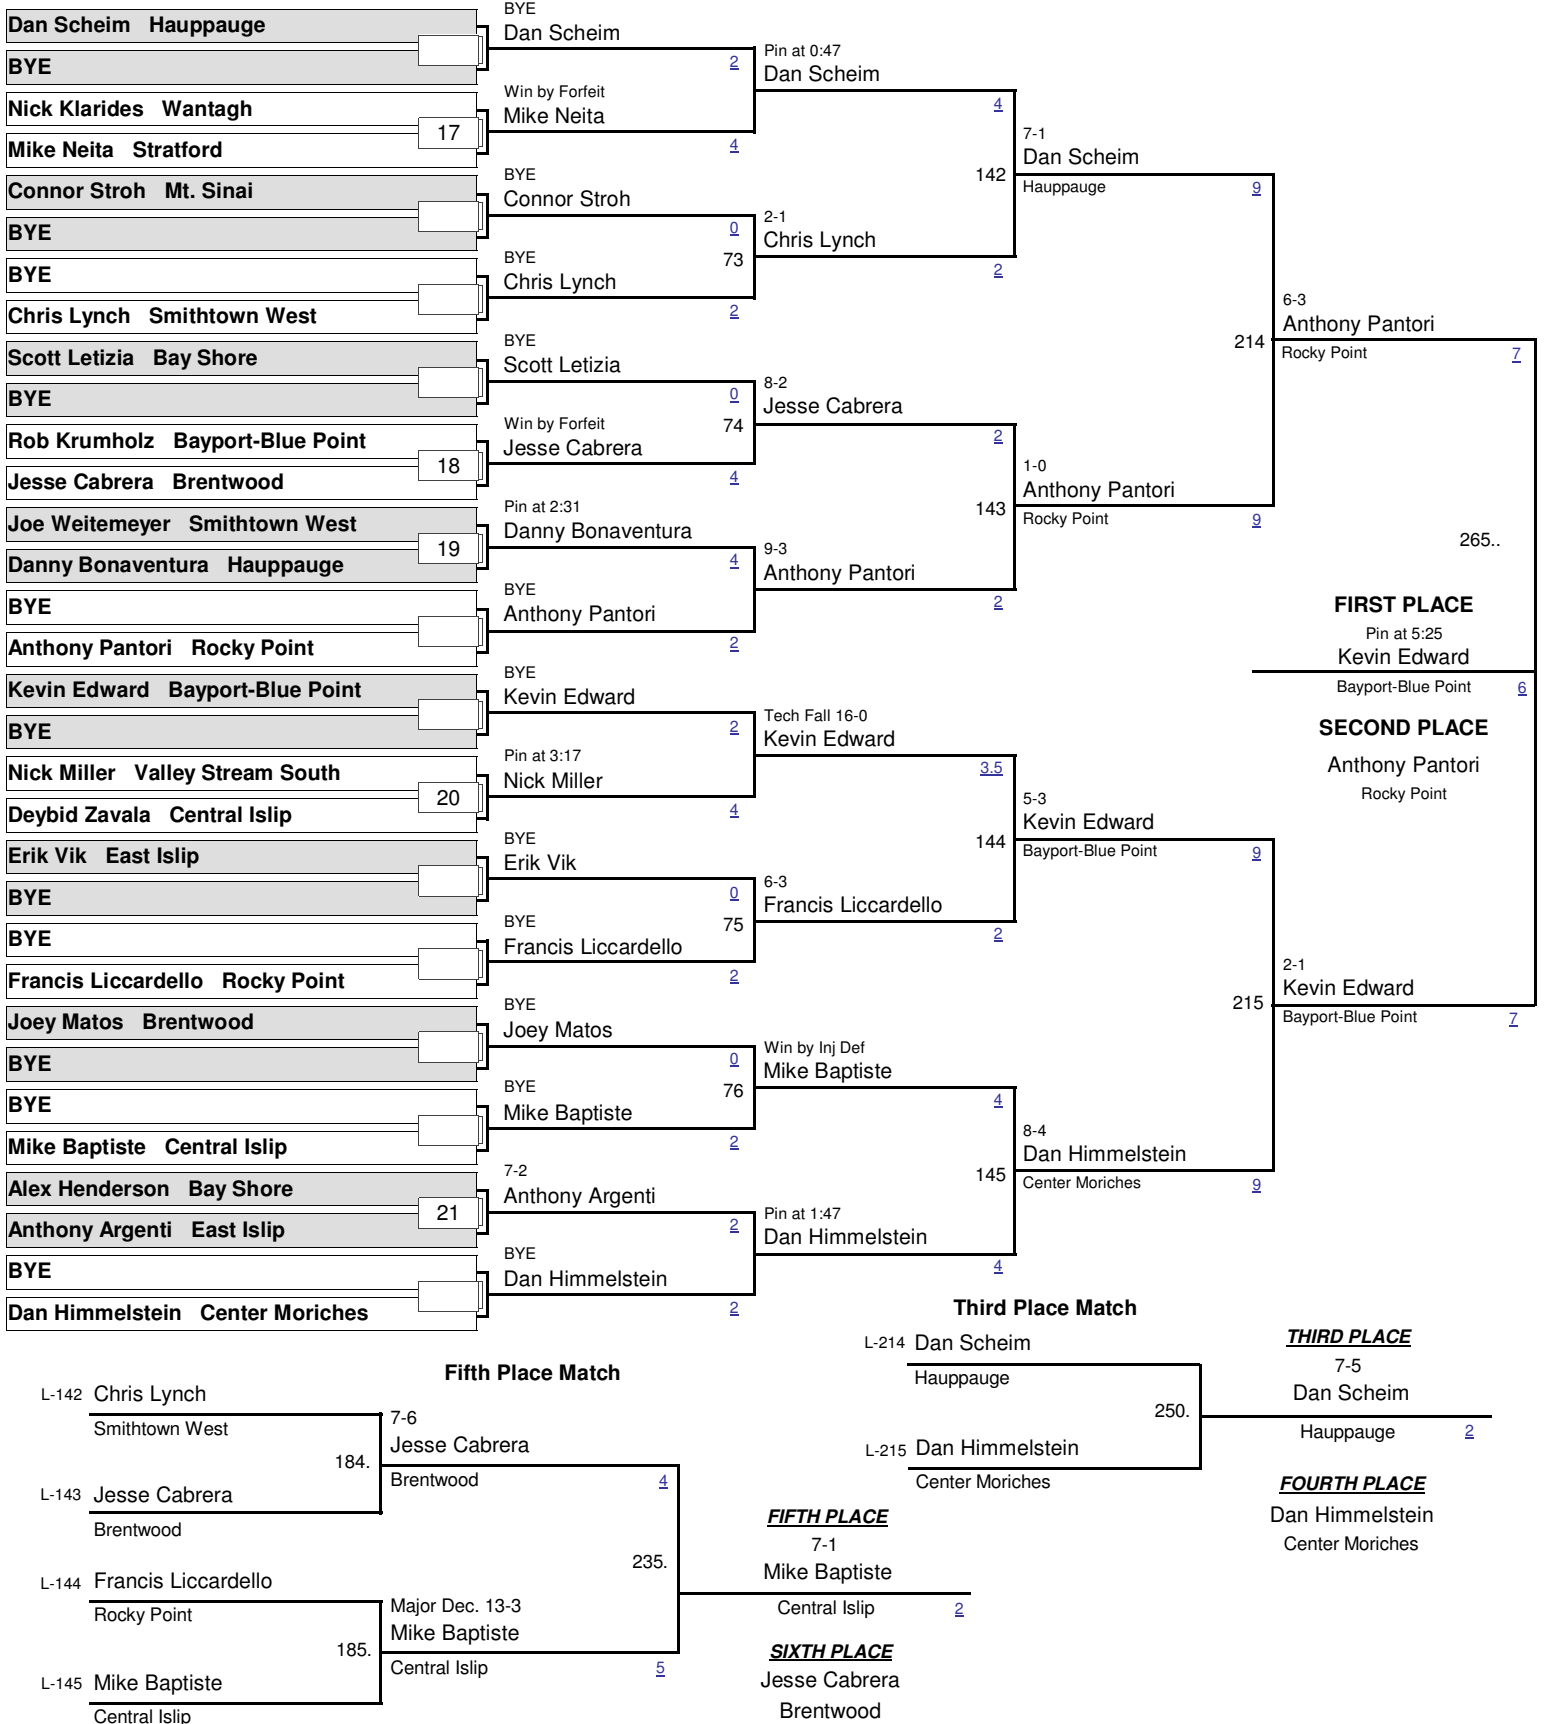 Dan Scheim Hauppauge
BYE
Nick Klarides Wantagh
17
Mike Neita Stratford
Connor Stroh Mt. Sinai
BYE
BYE
Chris Lynch Smithtown West
Scott Letizia Bay Shore
BYE
Rob Krumholz Bayport-Blue Point
18
Jesse Cabrera Brentwood
Joe Weitemeyer Smithtown West
19
Danny Bonaventura Hauppauge
BYE
Anthony Pantori Rocky Point
Kevin Edward Bayport-Blue Point
BYE
Nick Miller Valley Stream South
20
Deybid Zavala Central Islip
Erik Vik East Islip
BYE
BYE
Francis Liccardello Rocky Point
Joey Matos Brentwood
BYE
BYE
Mike Baptiste Central Islip
Alex Henderson Bay Shore
21
Anthony Argenti East Islip
BYE
Dan Himmelstein Center Moriches
BYE
Dan Scheim
2
Win by Forfeit
Mike Neita
4
BYE
Connor Stroh
0
BYE
73
Chris Lynch
2
BYE
Scott Letizia
0
Win by Forfeit
74
Jesse Cabrera
4
Pin at 2:31
Danny Bonaventura
4
BYE
Anthony Pantori
2
BYE
Kevin Edward
2
Pin at 3:17
Nick Miller
4
BYE
Erik Vik
0
BYE
75
Francis Liccardello
2
BYE
Joey Matos
0
BYE
76
Mike Baptiste
2
7-2
Anthony Argenti
2
BYE
Dan Himmelstein
2
Pin at 0:47
Dan Scheim
4
142
2-1
Chris Lynch
2
8-2
Jesse Cabrera
2
143
9-3
Anthony Pantori
2
Tech Fall 16-0
Kevin Edward
3.5
144
6-3
Francis Liccardello
2
Win by Inj Def
Mike Baptiste
4
145
Pin at 1:47
Dan Himmelstein
4
7-1
Dan Scheim
Hauppauge
9
214
1-0
Anthony Pantori
Rocky Point
9
5-3
Kevin Edward
Bayport-Blue Point
9
215
8-4
Dan Himmelstein
Center Moriches
9
6-3
Anthony Pantori
Rocky Point
7
265..
FIRST PLACE
Pin at 5:25
Kevin Edward
Bayport-Blue Point
6
SECOND PLACE
Anthony Pantori
Rocky Point
2-1
Kevin Edward
Bayport-Blue Point
7
Third Place Match
L-214 Dan Scheim
Hauppauge
250.
L-215 Dan Himmelstein
Center Moriches
THIRD PLACE
7-5
Dan Scheim
Hauppauge
2
FOURTH PLACE
Dan Himmelstein
Center Moriches
Fifth Place Match
L-142 Chris Lynch
Smithtown West
184.
L-143 Jesse Cabrera
Brentwood
L-144 Francis Liccardello
Rocky Point
185.
L-145 Mike Baptiste
Central Islip
7-6
Jesse Cabrera
Brentwood
4
235.
Major Dec. 13-3
Mike Baptiste
Central Islip
5
FIFTH PLACE
7-1
Mike Baptiste
Central Islip
2
SIXTH PLACE
Jesse Cabrera
Brentwood